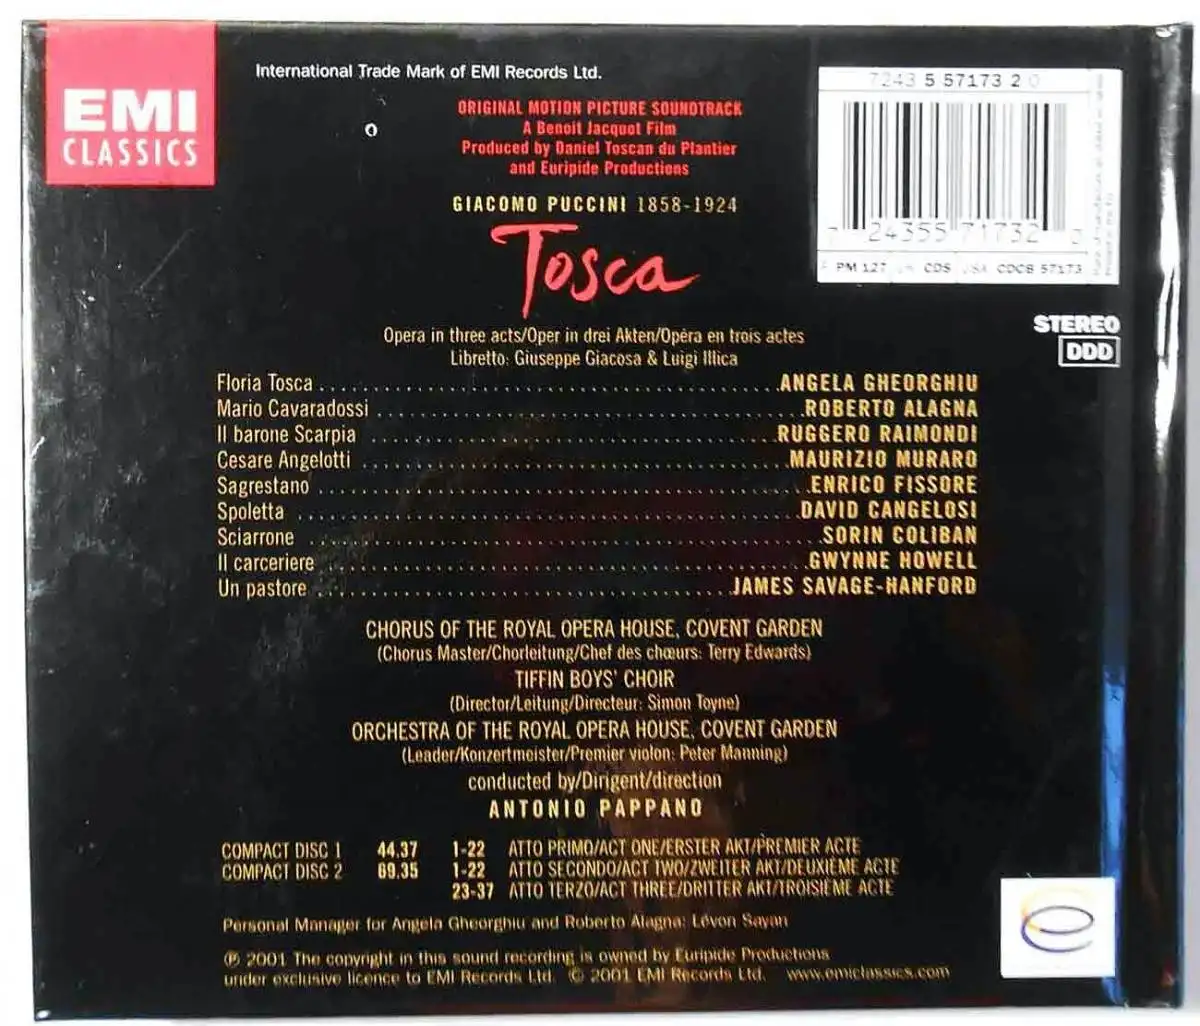 EMI
CLASSICS
International Trade Mark of EMI Records Ltd.
ORIGINAL MOTION PICTURE SOUNDTRACK
A Benoît Jacquot Film
Produced by Daniel Toscan du Plantier
and Euripide Productions
GIACOMO PUCCINI 1858-1924
Tosca
Opera in three acts/Oper in drei Akten/Opéra en trois actes
Libretto: Giuseppe Giacosa & Luigi Illica
Floria Tosca ANGELA GHEORGHIU
Mario Cavaradossi ROBERTO ALAGNA
Il barone Scarpia RUGGERO RAIMONDI
Cesare Angelotti MAURIZIO MURARO
Sagrestano ENRICO FISSORE
Spoletta DAVID CANGELOSI
Sciarrone SORIN COLIBAN
Il carceriere GWYNNE HOWELL
Un pastore JAMES SAVAGE-HANFORD
CHORUS OF THE ROYAL OPERA HOUSE, COVENT GARDEN
(Chorus Master/Chorleitung/Chef des chœurs: Terry Edwards)
TIFFIN BOYS' CHOIR
(Director/Leitung/Directeur: Simon Toyne)
ORCHESTRA OF THE ROYAL OPERA HOUSE, COVENT GARDEN
(Leader/Konzertmeister/Premier violon: Peter Manning)
conducted by/Dirigent/direction
ANTONIO PAPPANO
COMPACT DISC 1 44.37 1-22 ATTO PRIMO/ACT ONE/ERSTER AKT/PREMIER ACTE
COMPACT DISC 2 69.35 1-22 ATTO SECONDO/ACT TWO/ZWEITER AKT/DEUXIÈME ACTE
23-37 ATTO TERZO/ACT THREE/DRITTER AKT/TROISIÈME ACTE
Personal Manager for Angela Gheorghiu and Roberto Alagna: Lévon Sayan
℗ 2001 The copyright in this sound recording is owned by Euripide Productions
under exclusive licence to EMI Records Ltd. © 2001 EMI Records Ltd. www.emiclassics.com
7243 5 57173 2 0
7 24355 71732 0
F PM 127 UK CDS USA CDCB 57173
STEREO
DDD